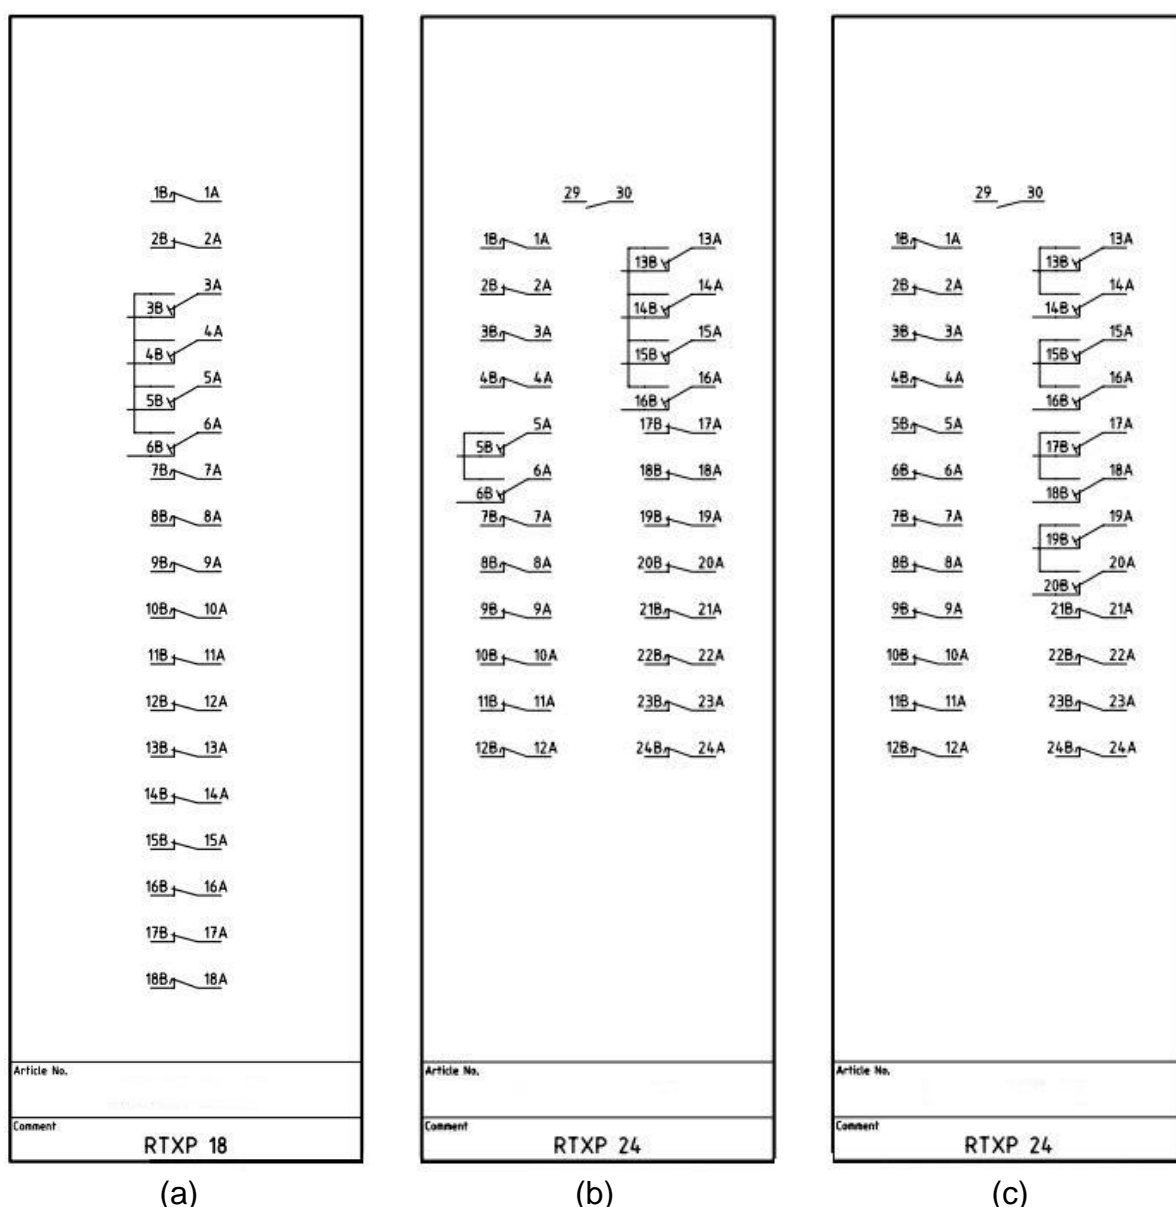 1B 1A
2B 2A
3A
3B
4A
4B
5A
5B
6A
6B
7B 7A
8B 8A
9B 9A
10B 10A
11B 11A
12B 12A
13B 13A
14B 14A
15B 15A
16B 16A
17B 17A
18B 18A
Article No.
Comment
RTXP 18
(a)
29 30
1B 1A
2B 2A
3B 3A
4B 4A
5A
5B
6A
6B
7B 7A
8B 8A
9B 9A
10B 10A
11B 11A
12B 12A
13A
13B
14A
14B
15A
15B
16A
16B
17B 17A
18B 18A
19B 19A
20B 20A
21B 21A
22B 22A
23B 23A
24B 24A
Article No.
Comment
RTXP 24
(b)
29 30
1B 1A
2B 2A
3B 3A
4B 4A
5B 5A
6B 6A
7B 7A
8B 8A
9B 9A
10B 10A
11B 11A
12B 12A
13A
13B
14A
14B
15A
15B
16A
16B
17A
17B
18A
18B
19A
19B
20A
20B
21B 21A
22B 22A
23B 23A
24B 24A
Article No.
Comment
RTXP 24
(c)